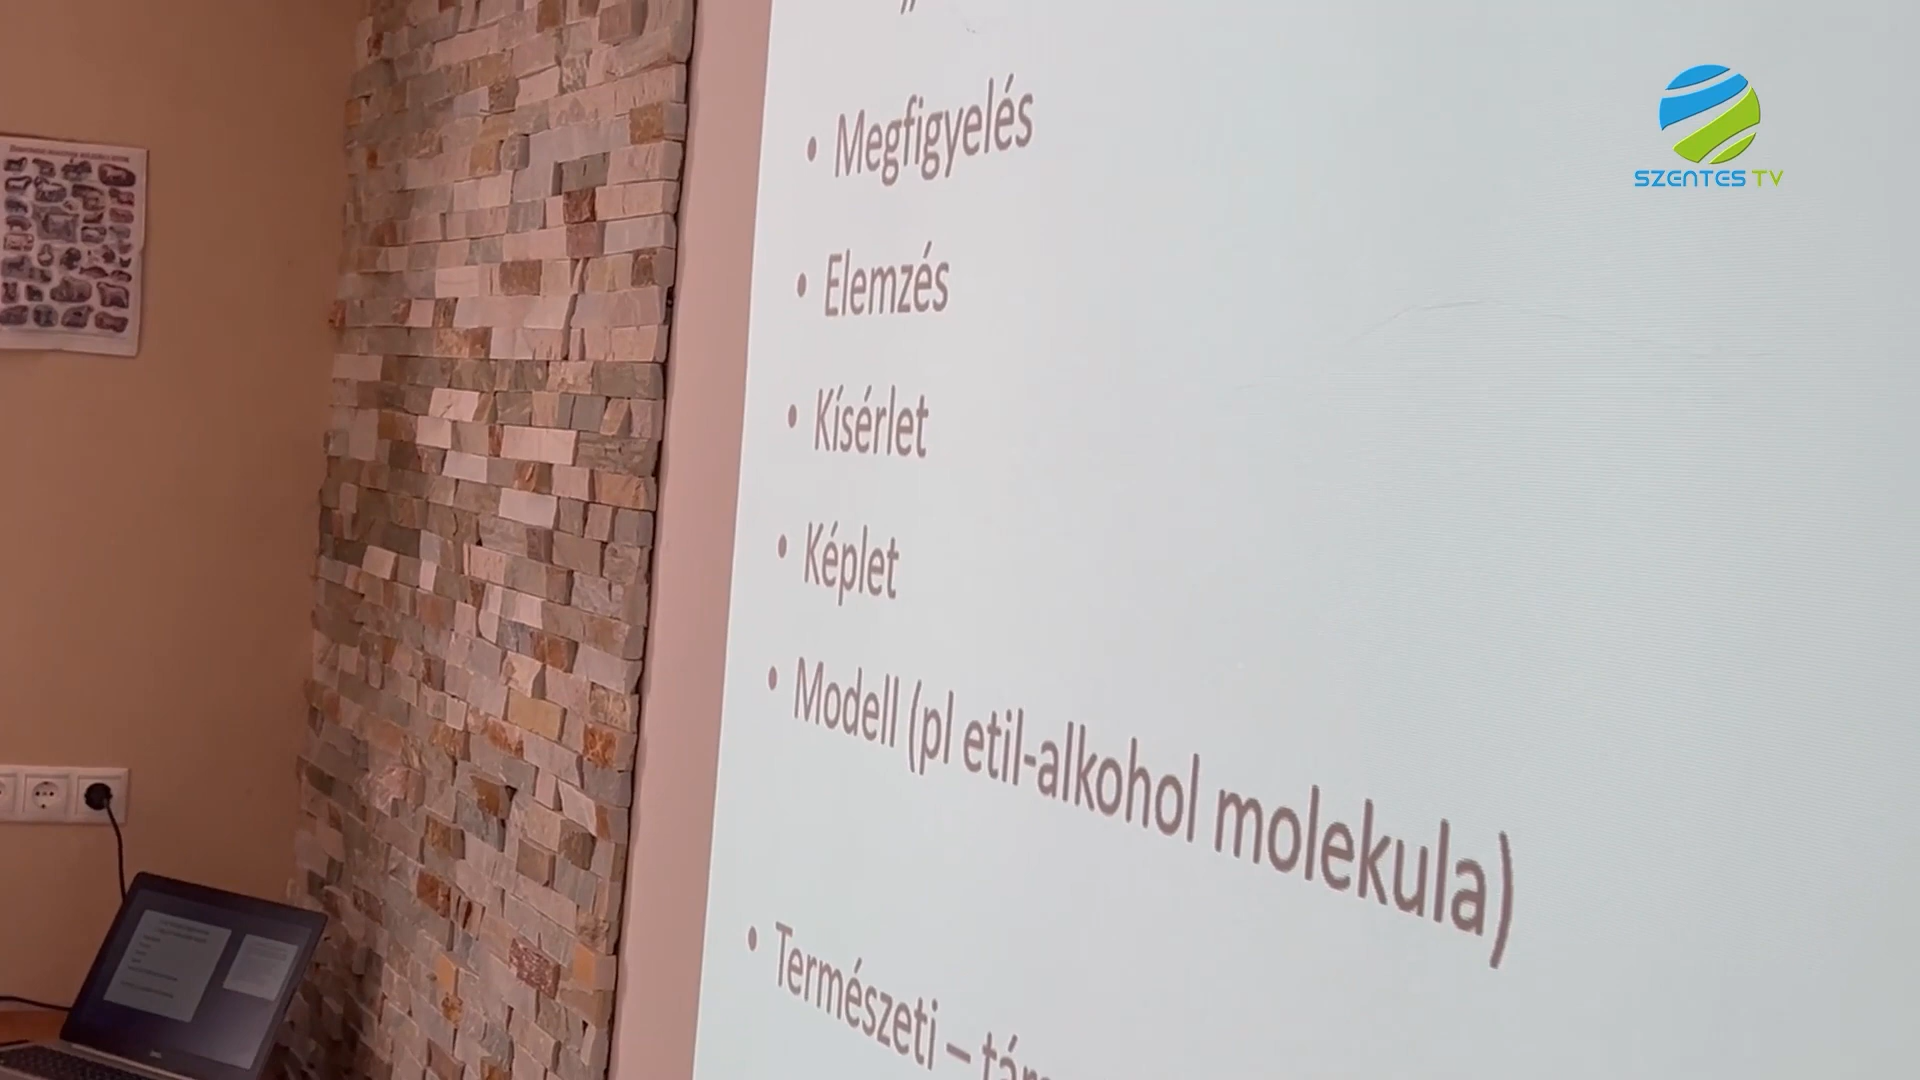 „
• Megfigyelés
• Elemzés
• Kísérlet
• Képlet
• Modell (pl etil-alkohol molekula)
• Természeti –
SZENTES TV